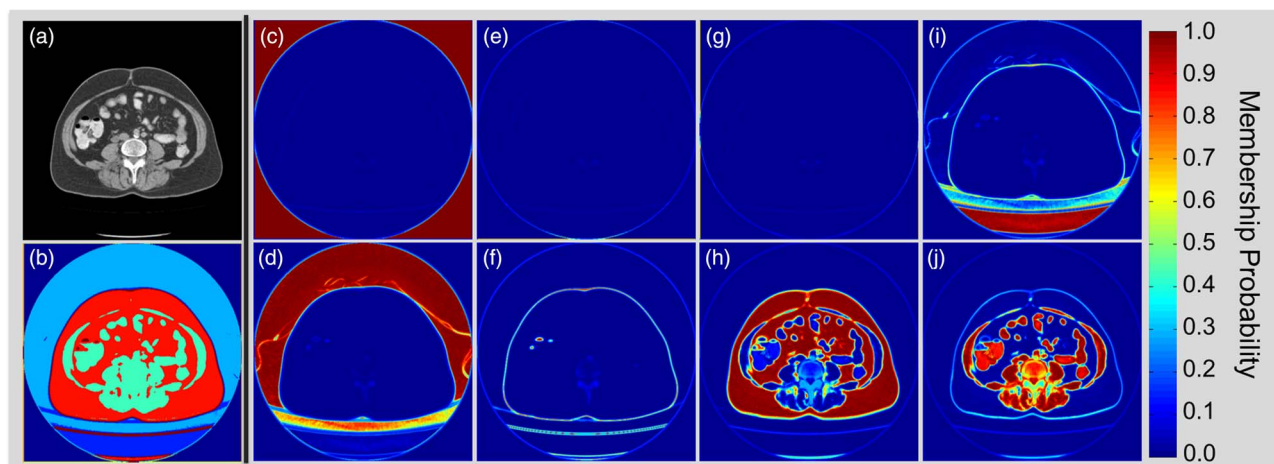 (a)
(c)
(e)
(g)
(i)
(b)
(d)
(f)
(h)
(j)
1.0
0.9
0.8
0.7
0.6
0.5
0.4
0.3
0.2
0.1
0.0
Membership Probability